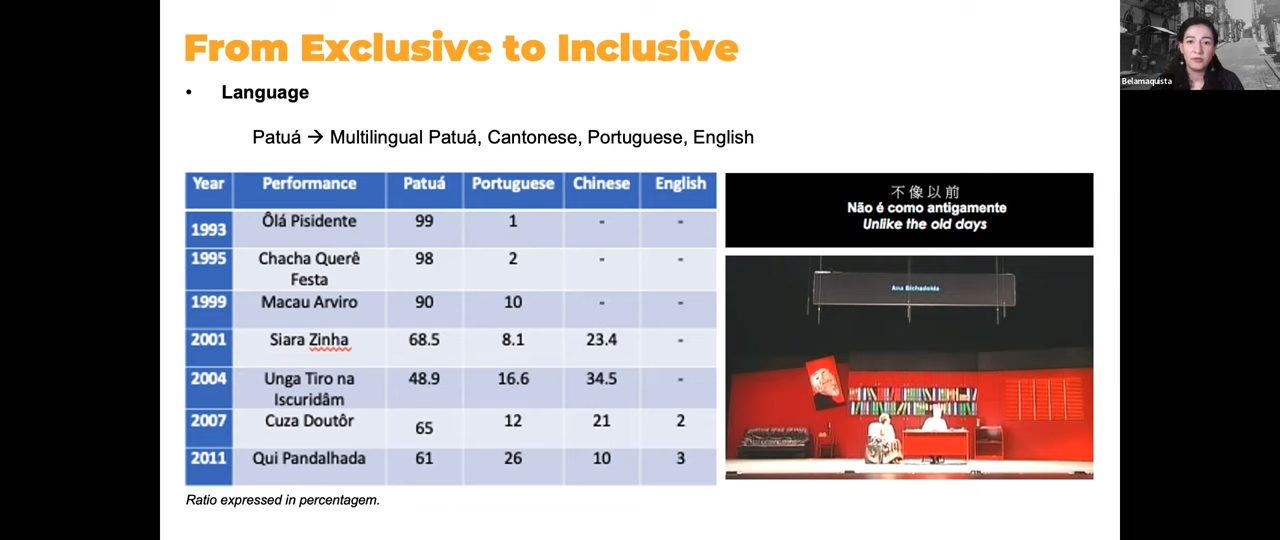 From Exclusive to Inclusive
• Language
Patuá → Multilingual Patuá, Cantonese, Portuguese, English
Year Performance Patuá Portuguese Chinese English
1993 Ôlá Pisidente 99 1 - -
1995 Chacha Querê Festa 98 2 - -
1999 Macau Arviro 90 10 - -
2001 Siara Zinha 68.5 8.1 23.4 -
2004 Unga Tiro na Iscuridâm 48.9 16.6 34.5 -
2007 Cuza Doutôr 65 12 21 2
2011 Qui Pandalhada 61 26 10 3
Ratio expressed in percentagem.
不像以前
Não é como antigamente
Unlike the old days
Ana Bichadeida
Belamaquista